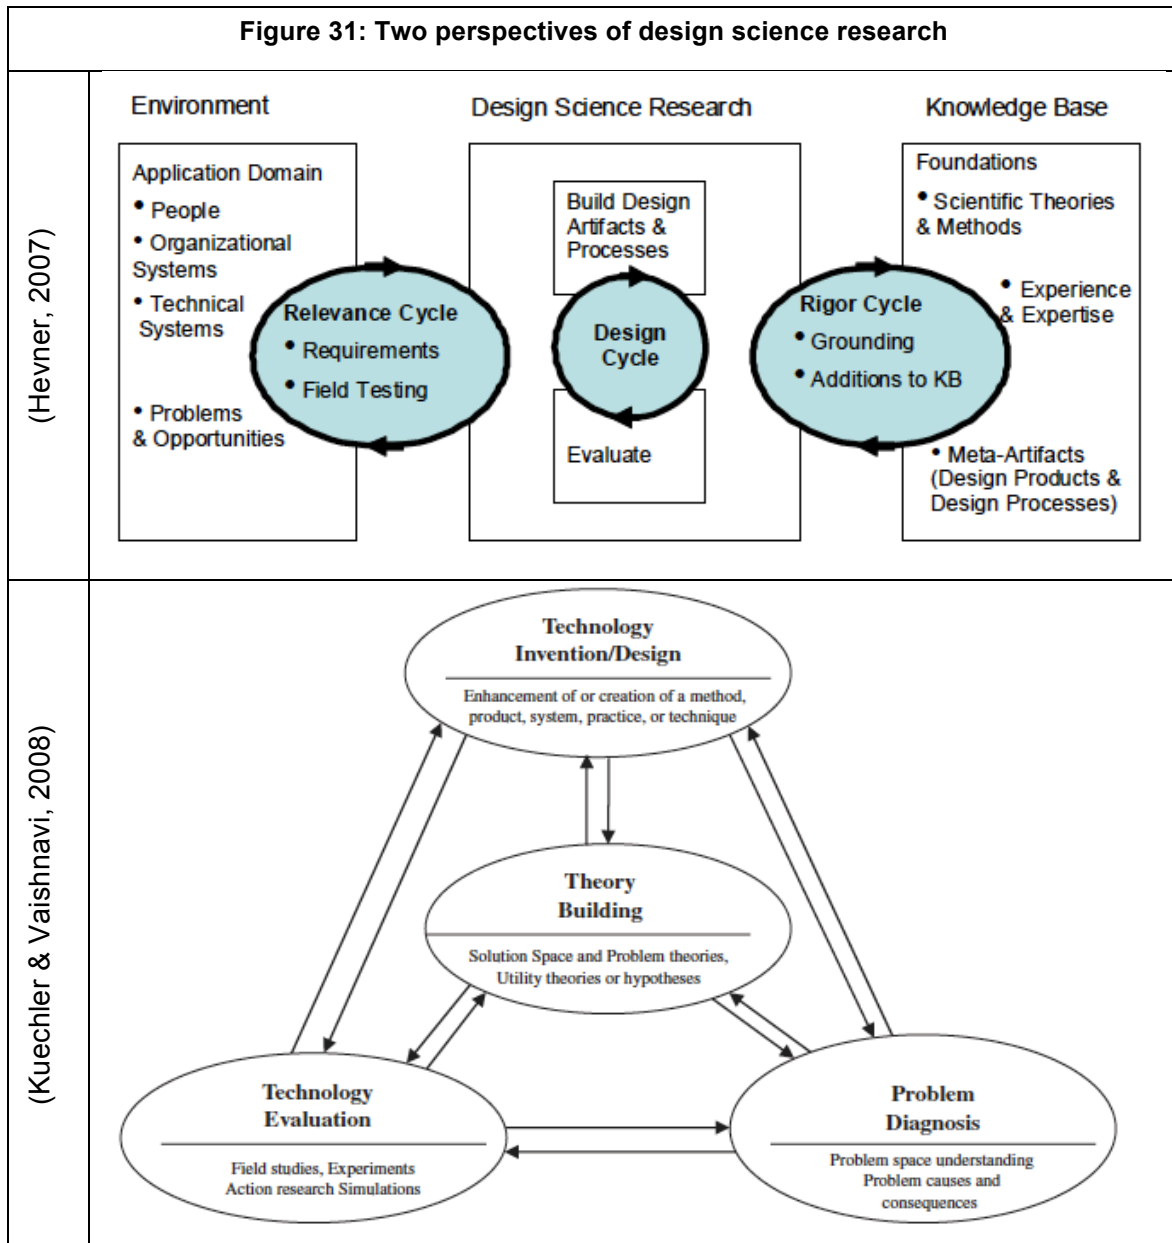 Figure 31: Two perspectives of design science research
(Hevner, 2007)
Environment
Design Science Research
Knowledge Base
Application Domain
• People
• Organizational
Systems
• Technical
Systems
• Problems
& Opportunities
Relevance Cycle
• Requirements
• Field Testing
Build Design
Artifacts &
Processes
Design
Cycle
Evaluate
Rigor Cycle
• Grounding
• Additions to KB
Foundations
• Scientific Theories
& Methods
• Experience
& Expertise
• Meta-Artifacts
(Design Products &
Design Processes)
(Kuechler & Vaishnavi, 2008)
Technology
Invention/Design
Enhancement of or creation of a method,
product, system, practice, or technique
Theory
Building
Solution Space and Problem theories,
Utility theories or hypotheses
Technology
Evaluation
Field studies, Experiments
Action research Simulations
Problem
Diagnosis
Problem space understanding
Problem causes and
consequences